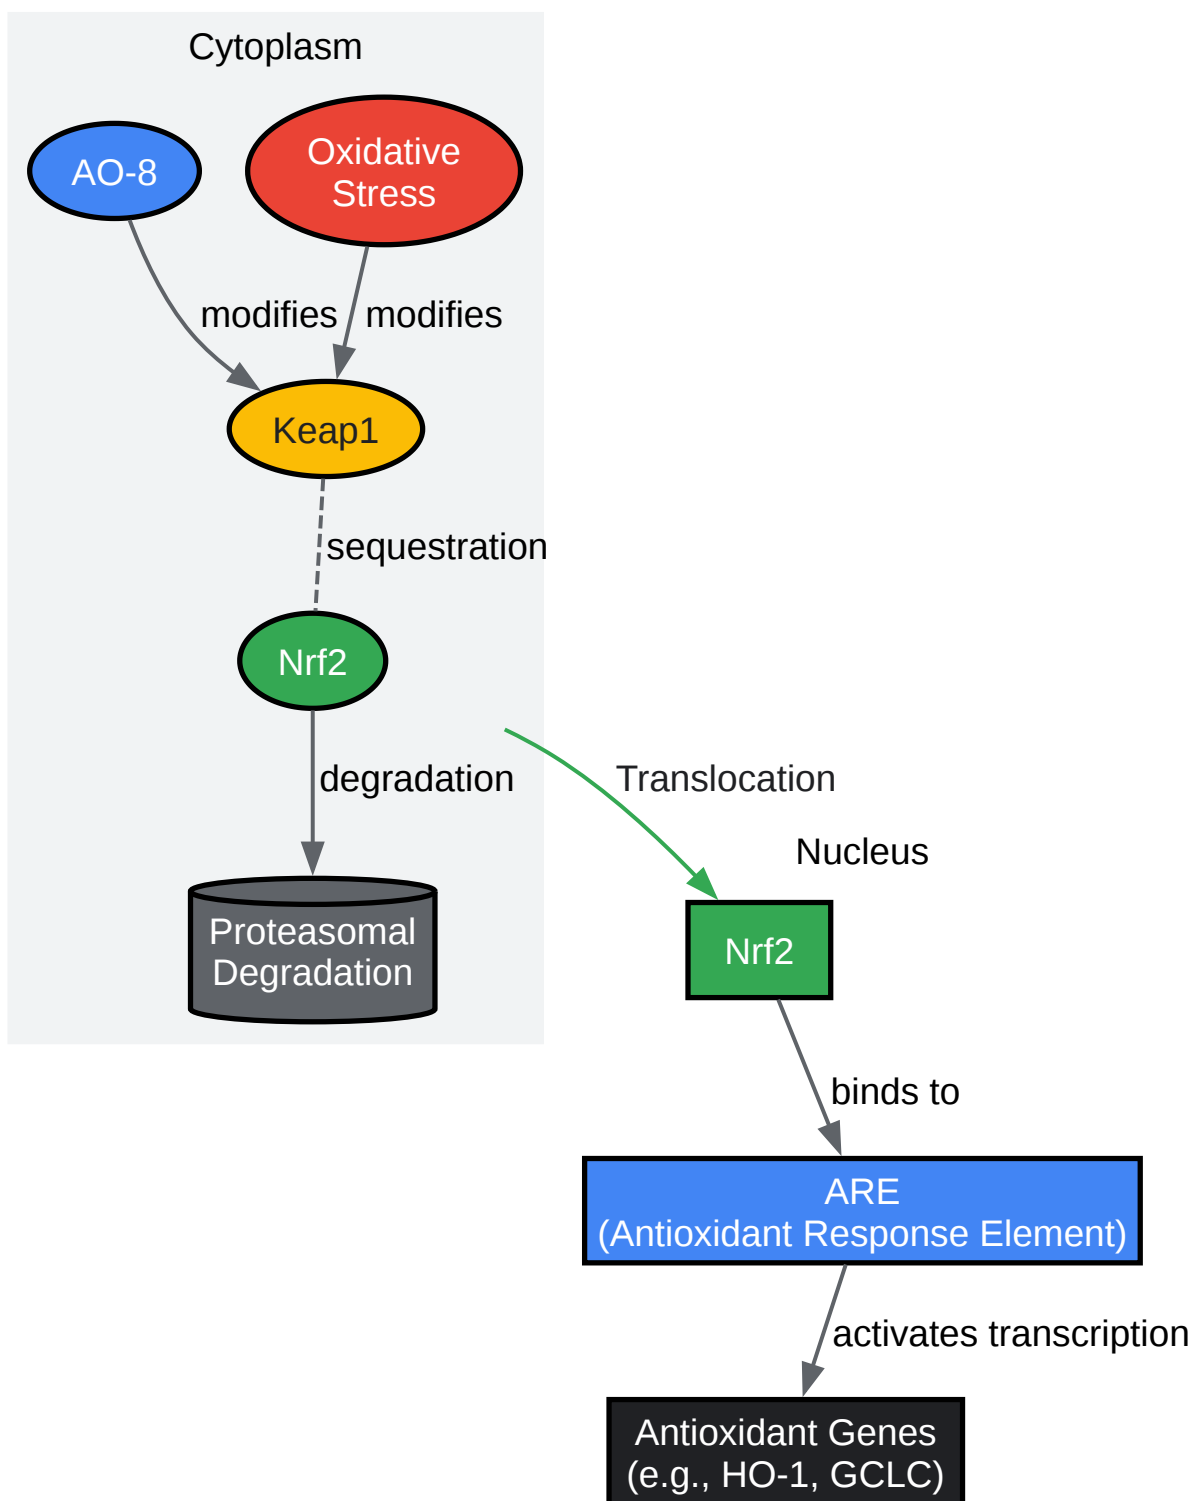 Cytoplasm
AO-8
Oxidative
Stress
modifies
modifies
Keap1
sequestration
Nrf2
degradation
Translocation
Nucleus
Proteasomal
Degradation
Nrf2
binds to
ARE
(Antioxidant Response Element)
activates transcription
Antioxidant Genes
(e.g., HO-1, GCLC)